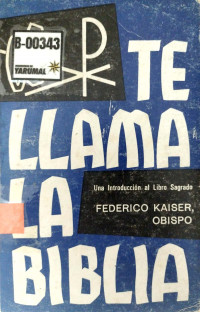 B-00343
YARUMAL
TE
LLAMA
LA
BIBLIA
Una Introducción al Libro Sagrado
FEDERICO KAISER,
OBISPO